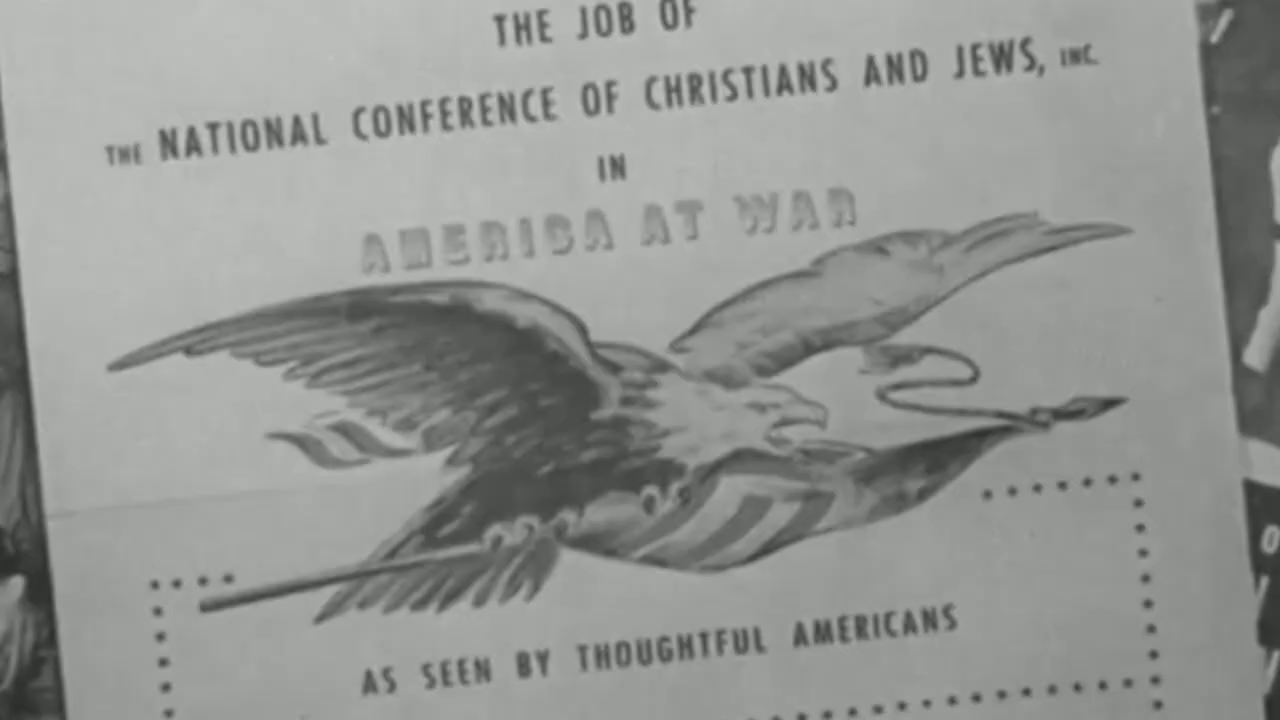 THE JOB OF
THE NATIONAL CONFERENCE OF CHRISTIANS AND JEWS, INC.
IN
AMERICA AT WAR
AS SEEN BY THOUGHTFUL AMERICANS